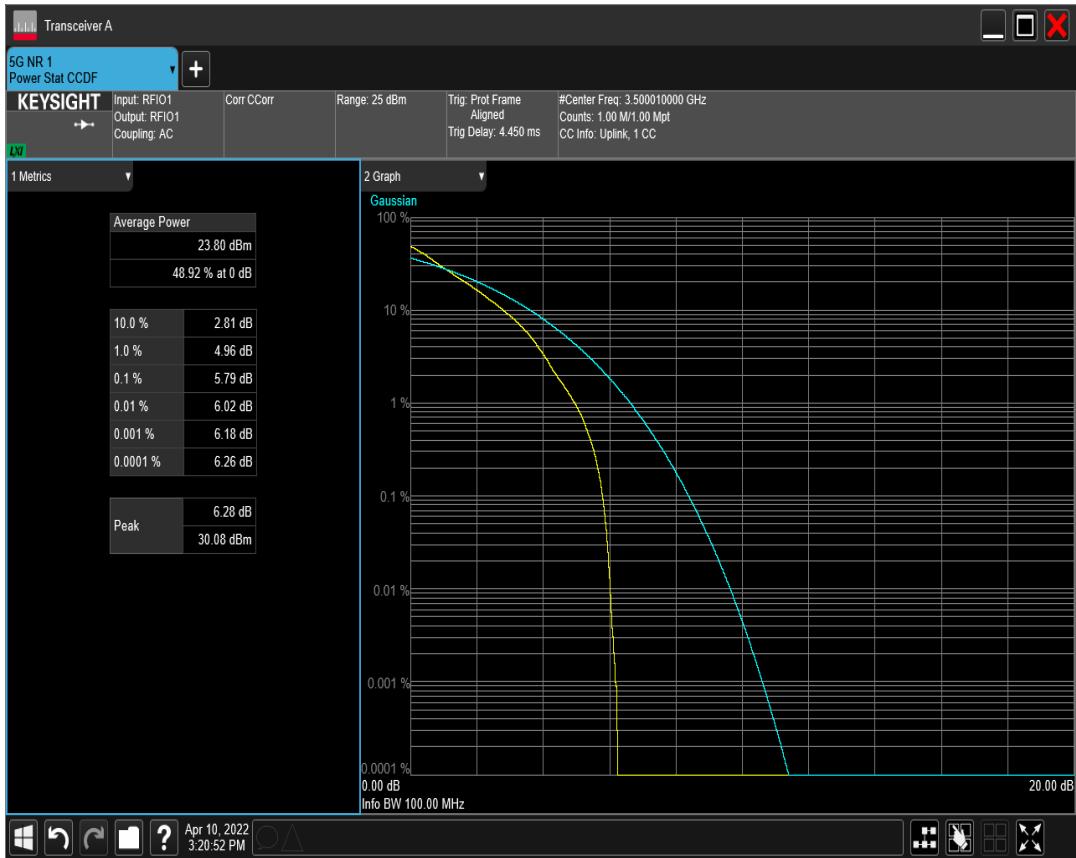 Transceiver A
5G NR 1
Power Stat CCDF
+
KEYSIGHT
LXI
Input: RFIO1
Output: RFIO1
Coupling: AC
Corr CCorr
Range: 25 dBm
Trig: Prot Frame
Aligned
Trig Delay: 4.450 ms
#Center Freq: 3.500010000 GHz
Counts: 1.00 M/1.00 Mpt
CC Info: Uplink, 1 CC
1 Metrics
Average Power
23.80 dBm
48.92 % at 0 dB
10.0 % 2.81 dB
1.0 % 4.96 dB
0.1 % 5.79 dB
0.01 % 6.02 dB
0.001 % 6.18 dB
0.0001 % 6.26 dB
Peak
6.28 dB
30.08 dBm
2 Graph
Gaussian
100 %
10 %
1 %
0.1 %
0.01 %
0.001 %
0.0001 %
0.00 dB 20.00 dB
Info BW 100.00 MHz
?
Apr 10, 2022
3:20:52 PM